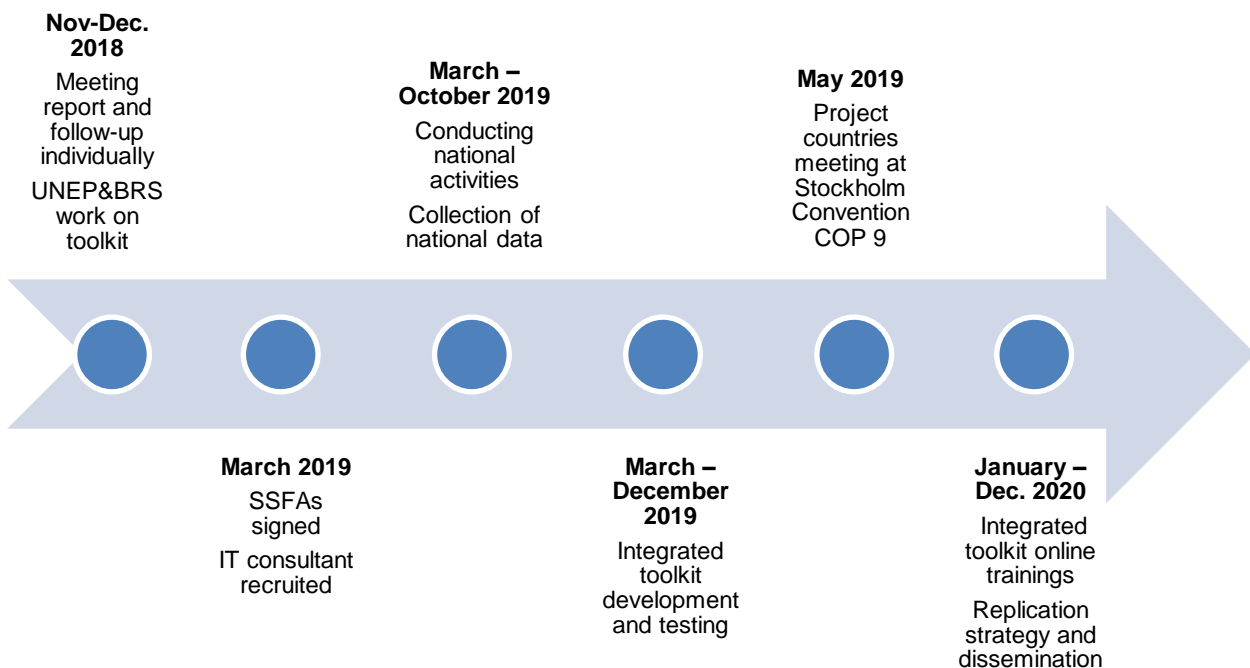 Nov-Dec.
2018
Meeting
report and
follow-up
individually
UNEP&BRS
work on
toolkit
March 2019
SSFAs
signed
IT consultant
recruited
March –
October 2019
Conducting
national
activities
Collection of
national data
March –
December
2019
Integrated
toolkit
development
and testing
May 2019
Project
countries
meeting at
Stockholm
Convention
COP 9
January –
Dec. 2020
Integrated
toolkit online
trainings
Replication
strategy and
dissemination